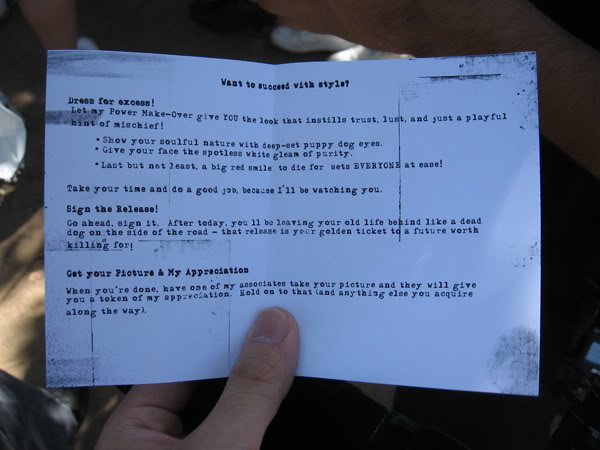 Want to succeed with style?
Dress for excess!
Let my Power Make-Over give YOU the look that instills trust, lust, and just a playful
hint of mischief!
* Show your soulful nature with deep-set puppy dog eyes.
* Give your face the spotless white gleam of purity.
* Last but not least, a big red smile to die for sets EVERYONE at ease!
Take your time and do a good job, because I'll be watching you.
Sign the Release!
Go ahead, sign it. After today, you'll be leaving your old life behind like a dead
dog on the side of the road - that release is your golden ticket to a future worth
killing for!
Get your Picture & My Appreciation
When you're done, have one of my associates take your picture and they will give
you a token of my appreciation. Hold on to that (and anything else you acquire
along the way).